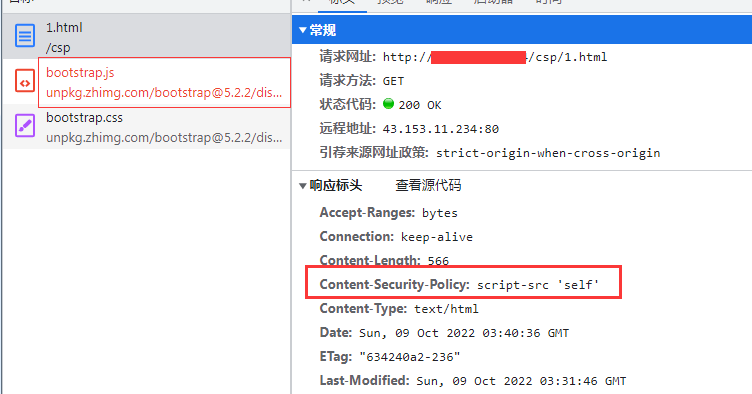 1.html
/csp
bootstrap.js
unpkg.zhimg.com/bootstrap@5.2.2/dis...
bootstrap.css
unpkg.zhimg.com/bootstrap@5.2.2/dis...
常规
请求网址: http:// /csp/1.html
请求方法: GET
状态代码: 200 OK
远程地址: 43.153.11.234:80
引荐来源网址政策: strict-origin-when-cross-origin
响应标头 查看源代码
Accept-Ranges: bytes
Connection: keep-alive
Content-Length: 566
Content-Security-Policy: script-src 'self'
Content-Type: text/html
Date: Sun, 09 Oct 2022 03:40:36 GMT
ETag: "634240a2-236"
Last-Modified: Sun, 09 Oct 2022 03:31:46 GMT